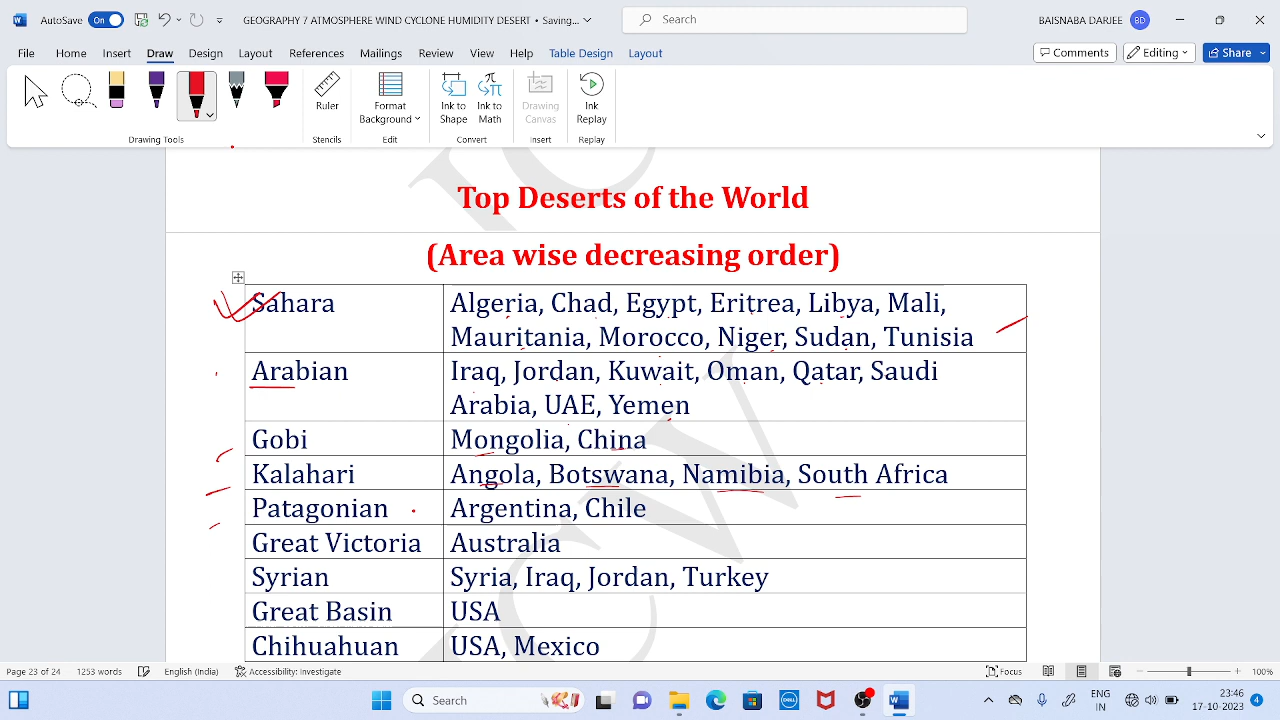 AutoSave On GEOGRAPHY 7 ATMOSPHERE WIND CYCLONE HUMIDITY DESERT • Saving... Search BAISNABA DARJEE BD
File Home Insert Draw Design Layout References Mailings Review View Help Table Design Layout Comments Editing Share
Ruler Format Background Ink to Shape Ink to Math Drawing Canvas Ink Replay
Drawing Tools Stencils Edit Convert Insert Replay
Top Deserts of the World
(Area wise decreasing order)
Sahara Algeria, Chad, Egypt, Eritrea, Libya, Mali,
Mauritania, Morocco, Niger, Sudan, Tunisia
Arabian Iraq, Jordan, Kuwait, Oman, Qatar, Saudi
Arabia, UAE, Yemen
Gobi Mongolia, China
Kalahari Angola, Botswana, Namibia, South Africa
Patagonian Argentina, Chile
Great Victoria Australia
Syrian Syria, Iraq, Jordan, Turkey
Great Basin USA
Chihuahuan USA, Mexico
Page 23 of 24 1253 words English (India) Accessibility: Investigate Focus 100%
Search DELL ENG IN 23:46 17-10-2023 4